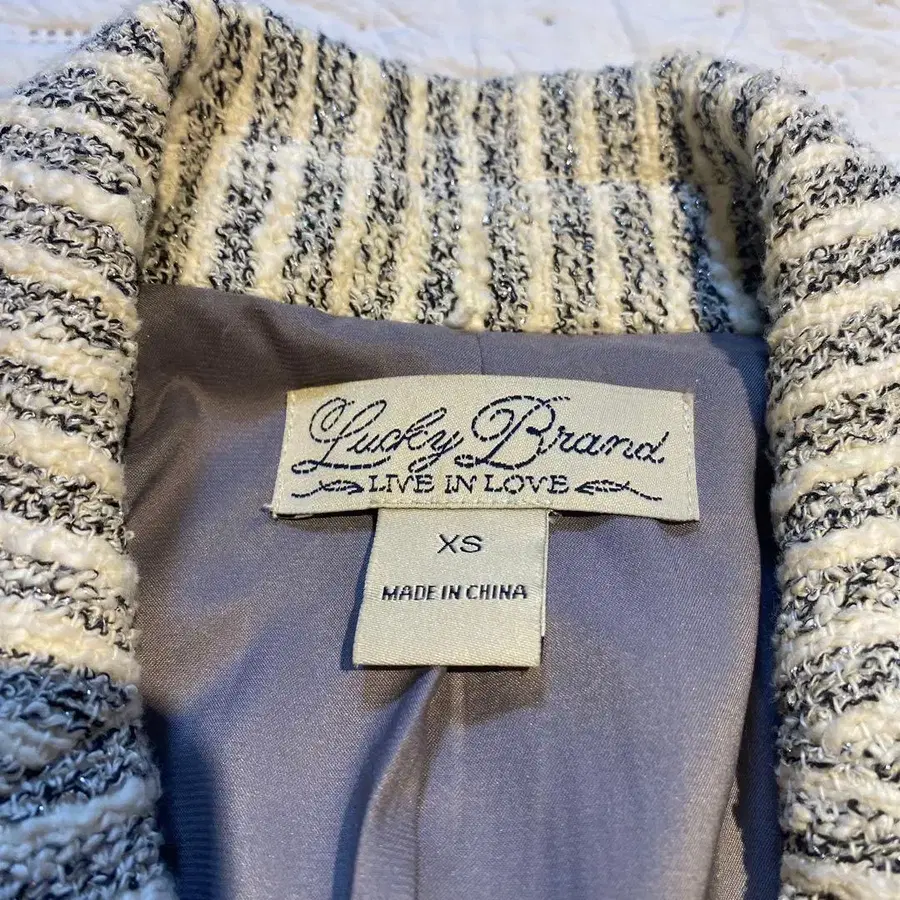 Lucky Brand
LIVE IN LOVE
XS
MADE IN CHINA